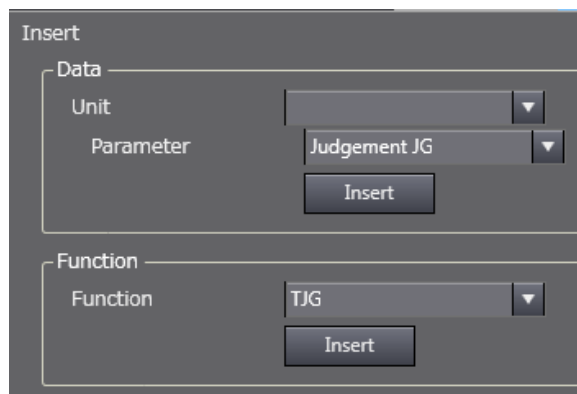 Insert
Data
Unit
Parameter Judgement JG
Insert
Function
Function TJG
Insert